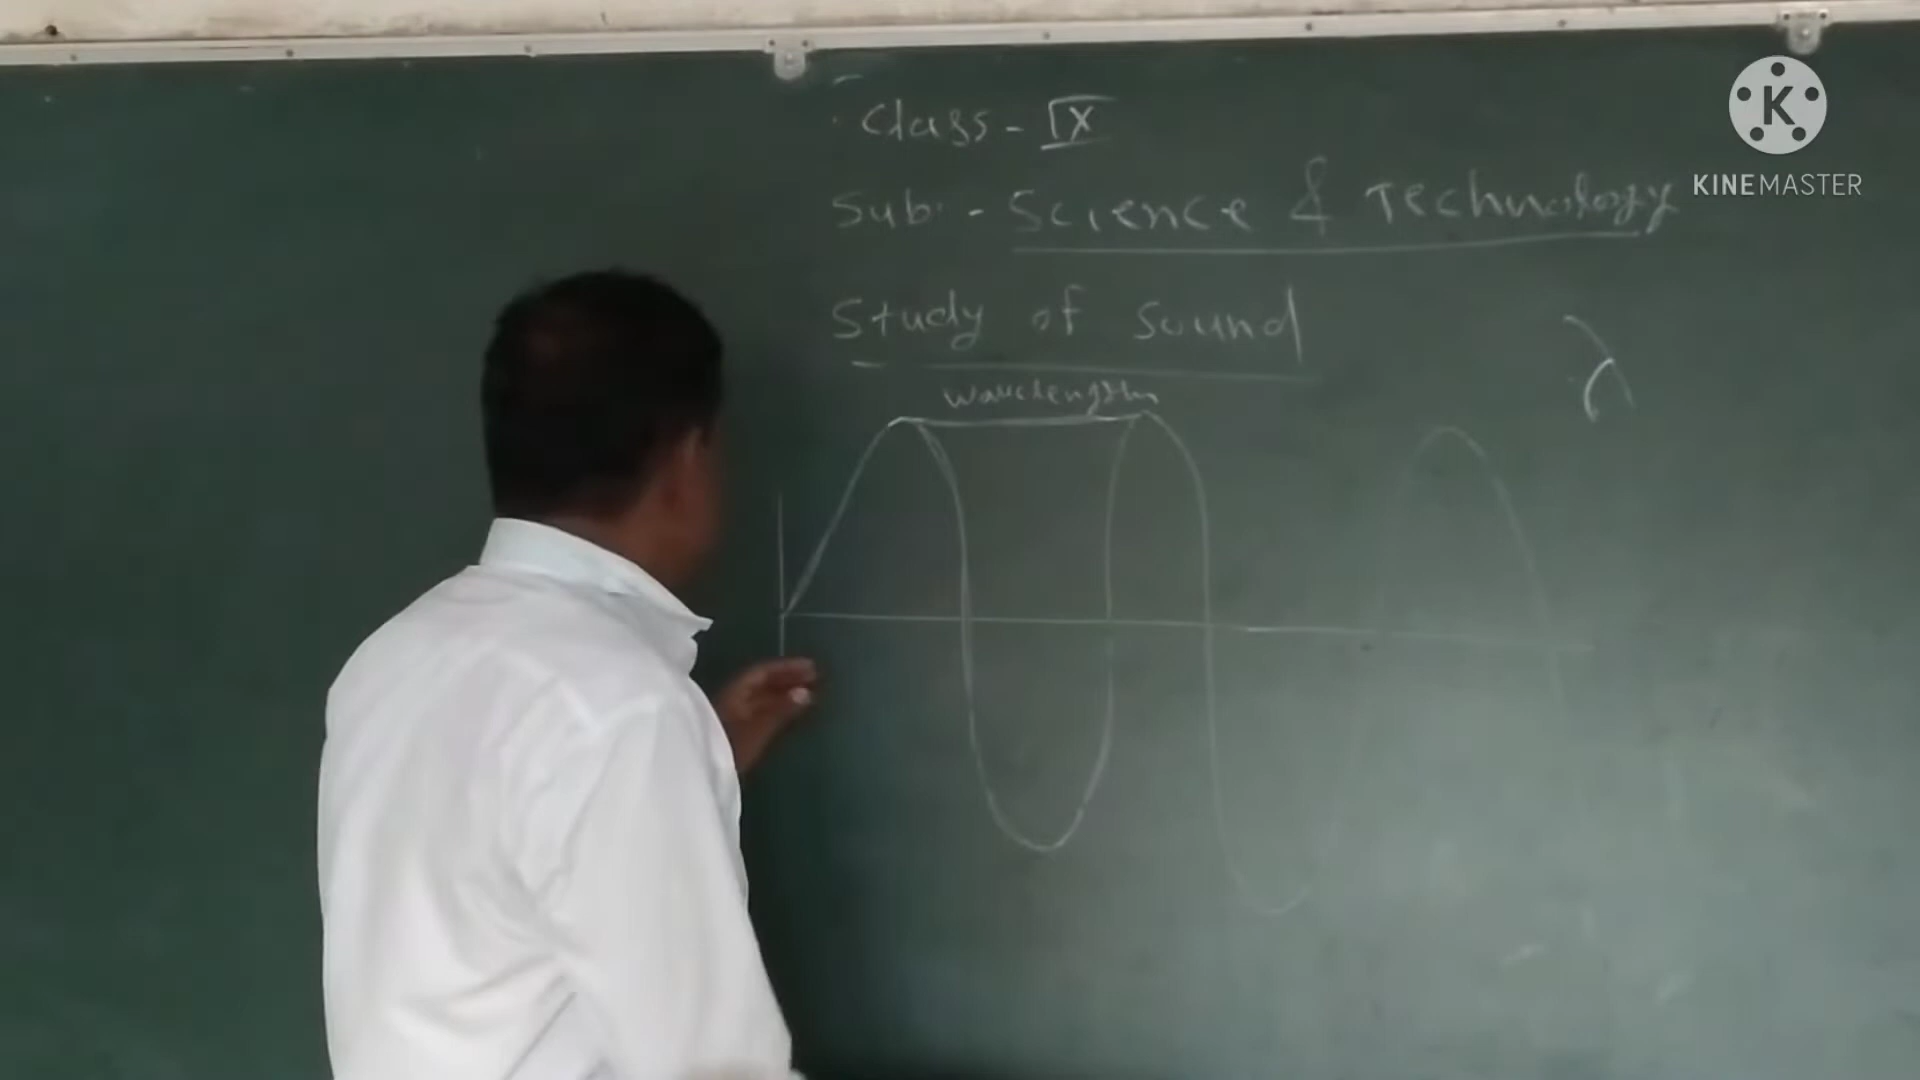 Class - IX
Sub. - Science & Technology
Study of Sound
wavelength
λ
KINEMASTER